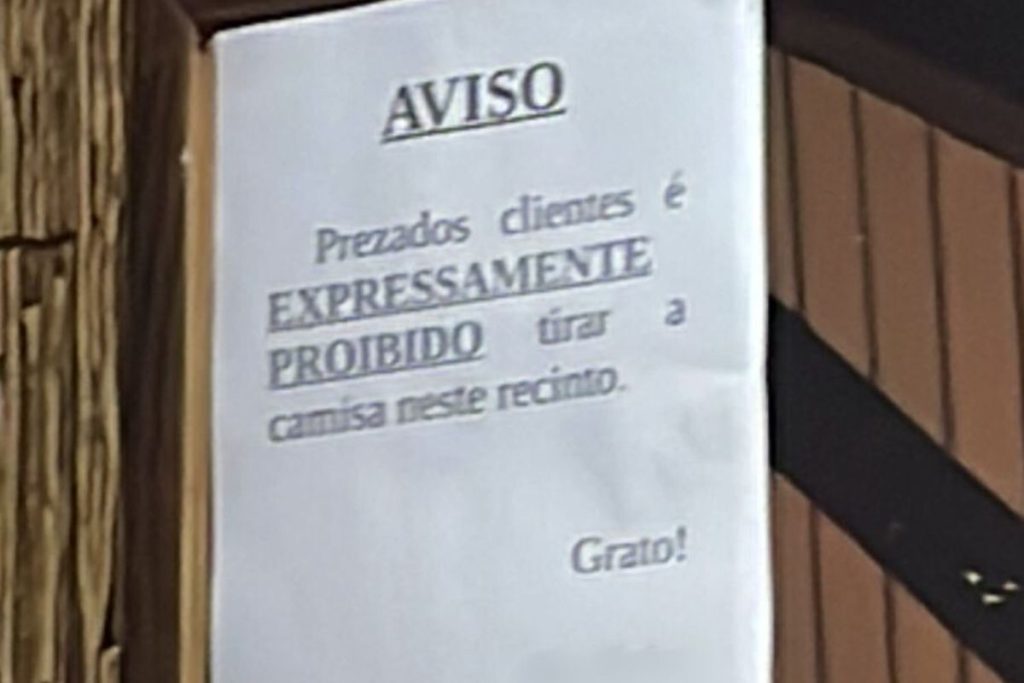 AVISO
Prezados clientes é
EXPRESSAMENTE
PROIBIDO tirar a
camisa neste recinto.
Grato!